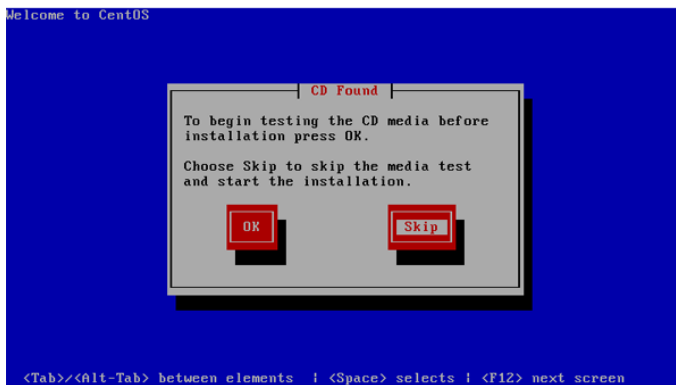 Welcome to CentOS
CD Found
To begin testing the CD media before
installation press OK.
Choose Skip to skip the media test
and start the installation.
OK Skip
<Tab>/<Alt-Tab> between elements | <Space> selects | <F12> next screen